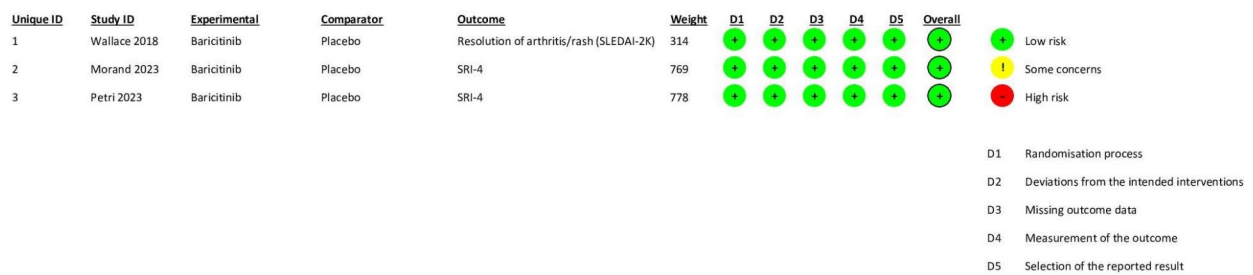 Unique ID Study ID Experimental Comparator Outcome Weight D1 D2 D3 D4 D5 Overall
1 Wallace 2018 Baricitinib Placebo Resolution of arthritis/rash (SLEDAI-2K) 314 + + + + + + + Low risk
2 Morand 2023 Baricitinib Placebo SRI-4 769 + + + + + + ! Some concerns
3 Petri 2023 Baricitinib Placebo SRI-4 778 + + + + + + - High risk
D1 Randomisation process
D2 Deviations from the intended interventions
D3 Missing outcome data
D4 Measurement of the outcome
D5 Selection of the reported result